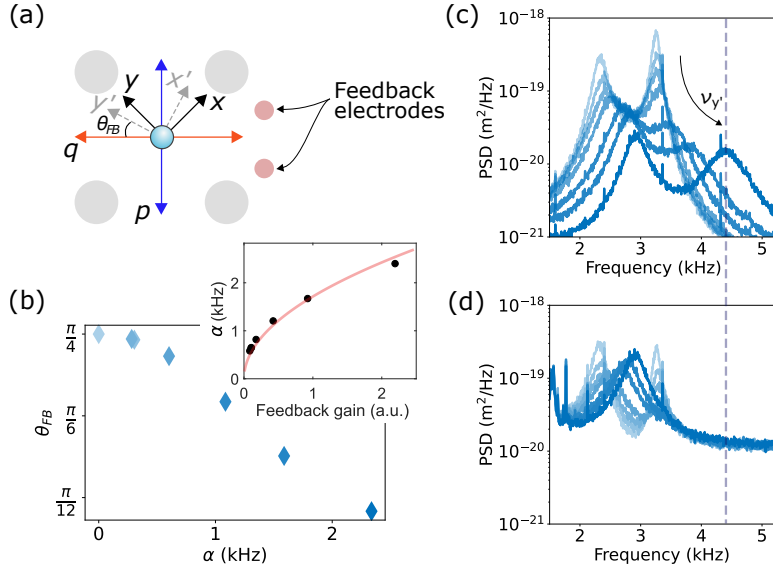 (a)
y x' x
y'
θFB
q
p
Feedback
electrodes
(b)
π/4
π/6
π/12
θFB
0 1 2
α (kHz)
2
1
0
α (kHz)
0 1 2
Feedback gain (a.u.)
(c)
10⁻¹⁸
10⁻¹⁹
10⁻²⁰
10⁻²¹
PSD (m²/Hz)
νy'
2 3 4 5
Frequency (kHz)
(d)
10⁻¹⁸
10⁻¹⁹
10⁻²⁰
10⁻²¹
PSD (m²/Hz)
2 3 4 5
Frequency (kHz)